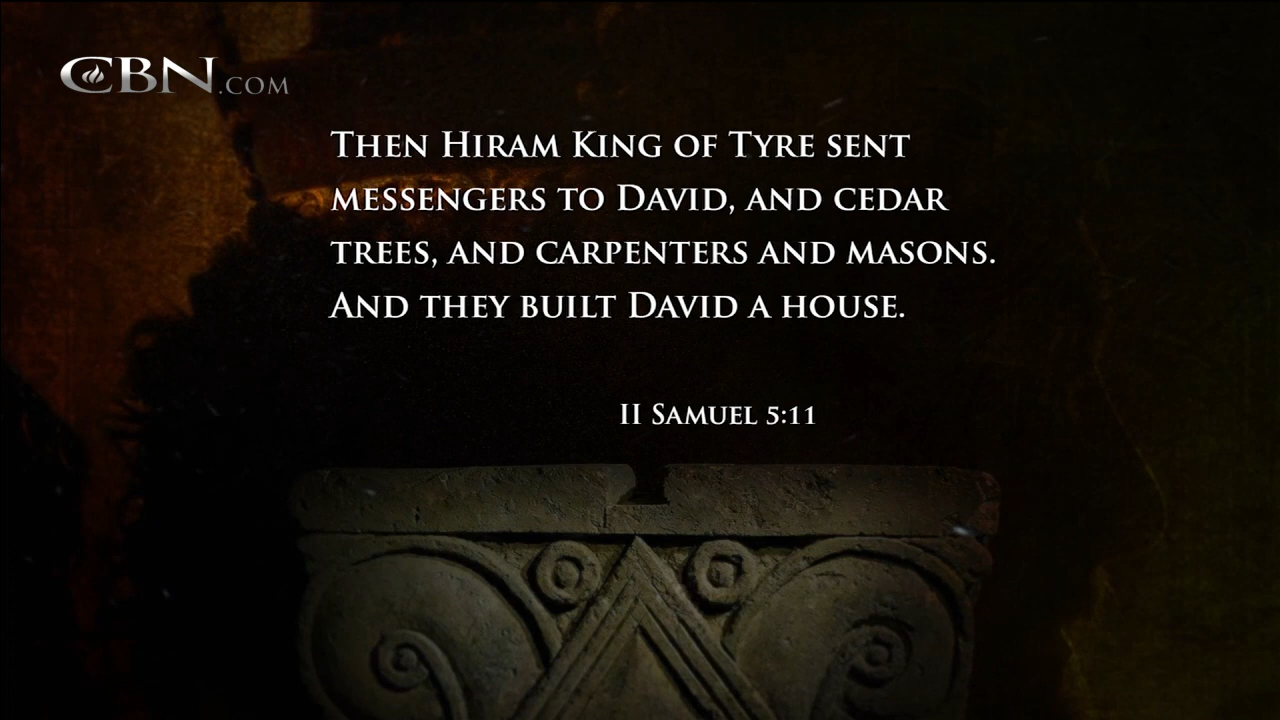 CBN.COM
THEN HIRAM KING OF TYRE SENT
MESSENGERS TO DAVID, AND CEDAR
TREES, AND CARPENTERS AND MASONS.
AND THEY BUILT DAVID A HOUSE.
II SAMUEL 5:11